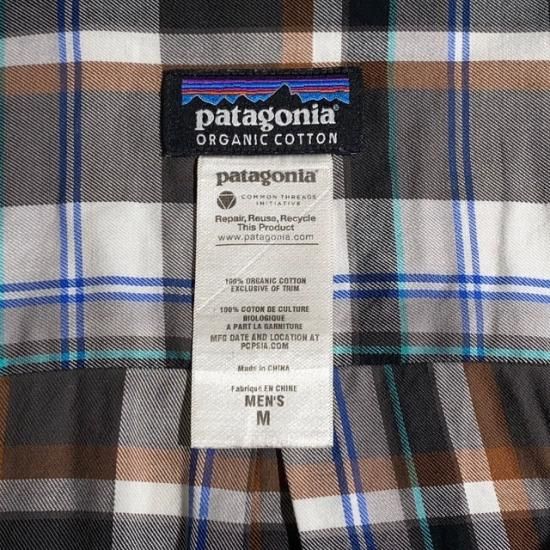 patagonia
ORGANIC COTTON
patagonia
COMMON THREADS
INITIATIVE
Repair, Reuse, Recycle
This Product
www.patagonia.com
100% ORGANIC COTTON
EXCLUSIVE OF TRIM
100% COTON DE CULTURE
BIOLOGIQUE
A PART LA GARNITURE
MFG DATE AND LOCATION AT
PCPSIA.COM
Made in CHINA
Fabriqué EN CHINE
MEN'S
M